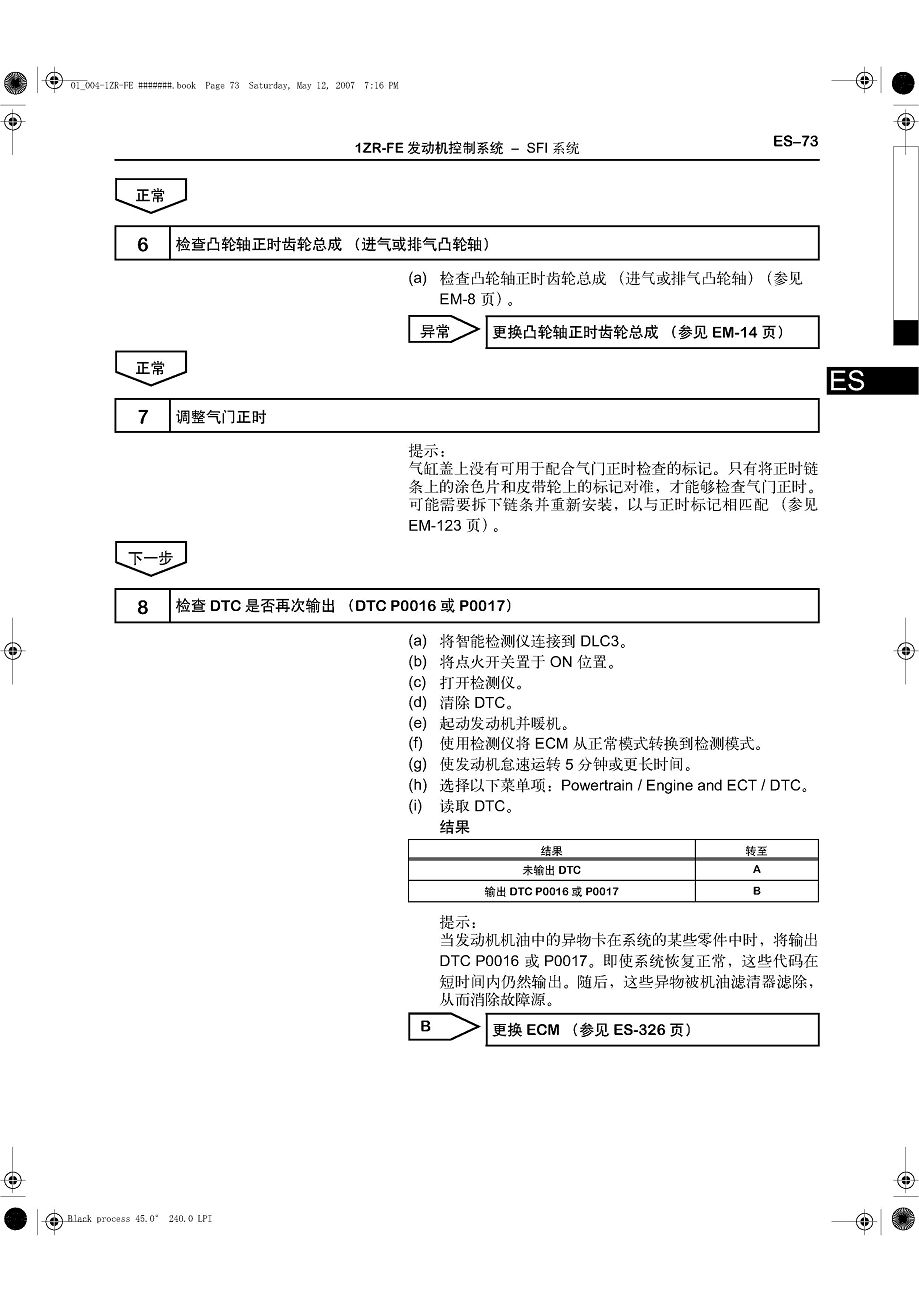 01_004-1ZR-FE #######.book Page 73 Saturday, May 12, 2007 7:16 PM
1ZR-FE 发动机控制系统 – SFI 系统
ES–73
正常
6 检查凸轮轴正时齿轮总成 （进气或排气凸轮轴）
(a) 检查凸轮轴正时齿轮总成 （进气或排气凸轮轴）（参见
EM-8 页）。
异常 更换凸轮轴正时齿轮总成 （参见 EM-14 页）
正常
ES
7 调整气门正时
提示：
气缸盖上没有可用于配合气门正时检查的标记。只有将正时链
条上的涂色片和皮带轮上的标记对准，才能够检查气门正时。
可能需要拆下链条并重新安装，以与正时标记相匹配 （参见
EM-123 页）。
下一步
8 检查 DTC 是否再次输出 （DTC P0016 或 P0017）
(a) 将智能检测仪连接到 DLC3。
(b) 将点火开关置于 ON 位置。
(c) 打开检测仪。
(d) 清除 DTC。
(e) 起动发动机并暖机。
(f) 使用检测仪将 ECM 从正常模式转换到检测模式。
(g) 使发动机怠速运转 5 分钟或更长时间。
(h) 选择以下菜单项：Powertrain / Engine and ECT / DTC。
(i) 读取 DTC。
结果
结果 转至
未输出 DTC A
输出 DTC P0016 或 P0017 B
提示：
当发动机机油中的异物卡在系统的某些零件中时，将输出
DTC P0016 或 P0017。即使系统恢复正常，这些代码在
短时间内仍然输出。随后，这些异物被机油滤清器滤除，
从而消除故障源。
B 更换 ECM （参见 ES-326 页）
Black process 45.0° 240.0 LPI